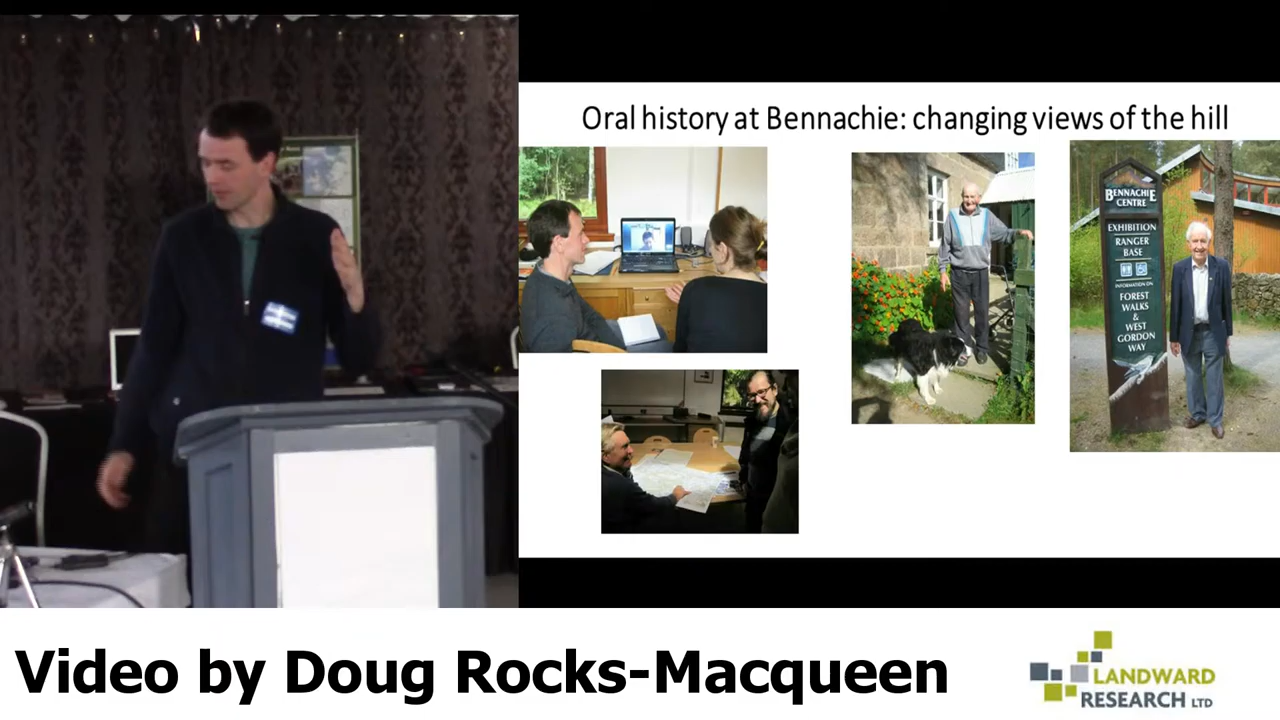 Oral history at Bennachie: changing views of the hill
BENNACHIE
CENTRE
EXHIBITION
RANGER
BASE
INFORMATION ON
FOREST
WALKS
&
WEST
GORDON
WAY
Video by Doug Rocks-Macqueen
LANDWARD
RESEARCH LTD